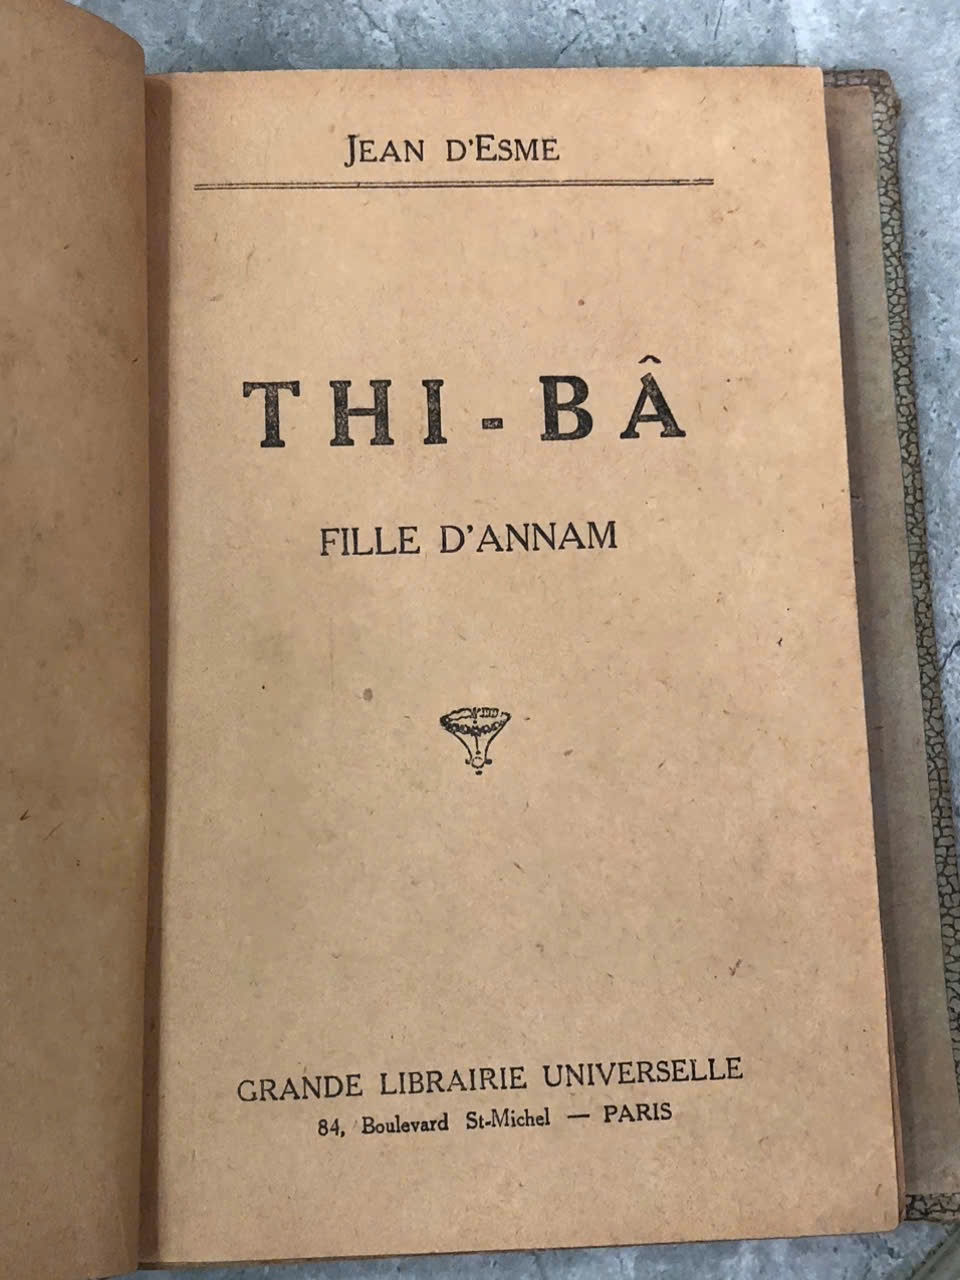 JEAN D'ESME
THI-BÂ
FILLE D'ANNAM
GRANDE LIBRAIRIE UNIVERSELLE
84, Boulevard St-Michel — PARIS